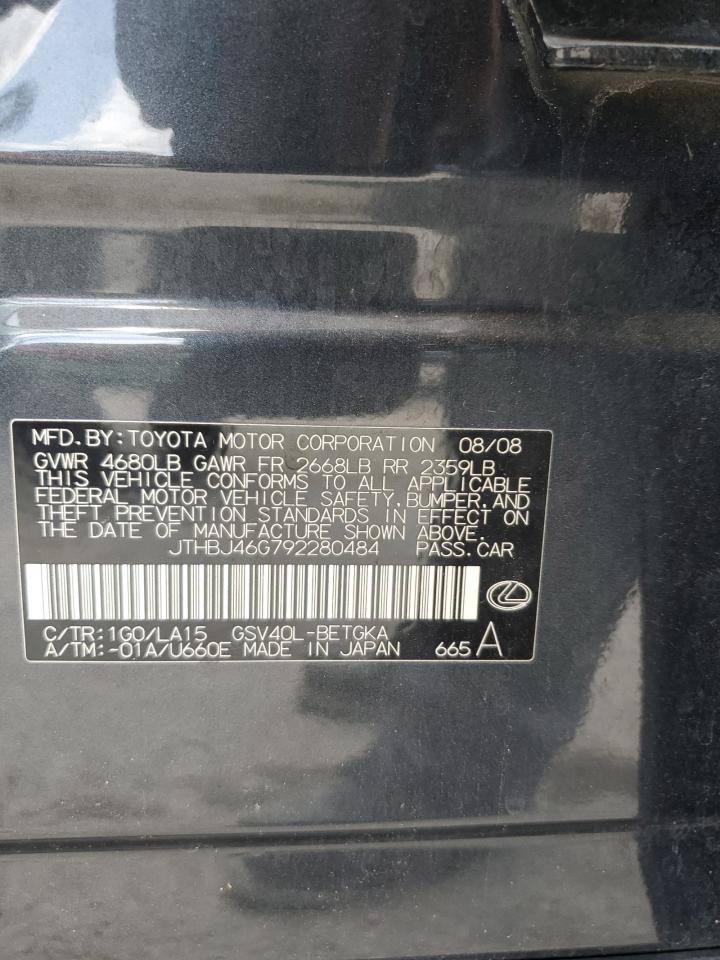 MFD.BY:TOYOTA MOTOR CORPORATION 08/08
GVWR 4680LB GAWR FR 2668LB RR 2359LB
THIS VEHICLE CONFORMS TO ALL APPLICABLE
FEDERAL MOTOR VEHICLE SAFETY,BUMPER,AND
THEFT PREVENTION STANDARDS IN EFFECT ON
THE DATE OF MANUFACTURE SHOWN ABOVE.
JTHBJ46G792280484 PASS.CAR
C/TR:1G0/LA15 GSV40L-BETGKA
A/TM:-01A/U660E MADE IN JAPAN 665 A